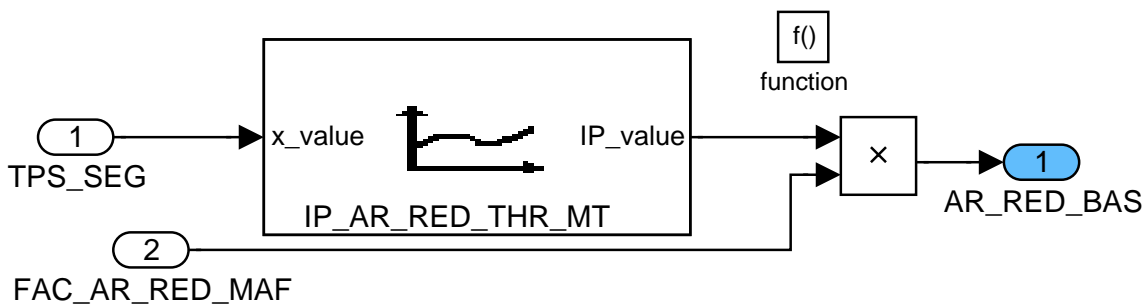 f()
function
1
x_value
IP_value
×
1
TPS_SEG
AR_RED_BAS
IP_AR_RED_THR_MT
2
FAC_AR_RED_MAF